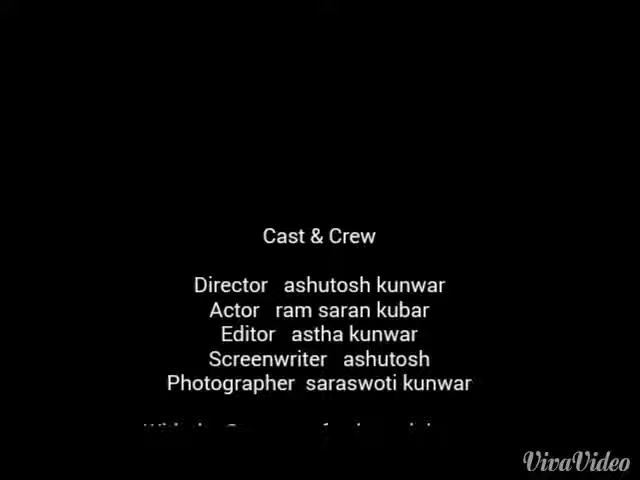 Cast & Crew
Director ashutosh kunwar
Actor ram saran kubar
Editor astha kunwar
Screenwriter ashutosh
Photographer saraswoti kunwar
VivaVideo